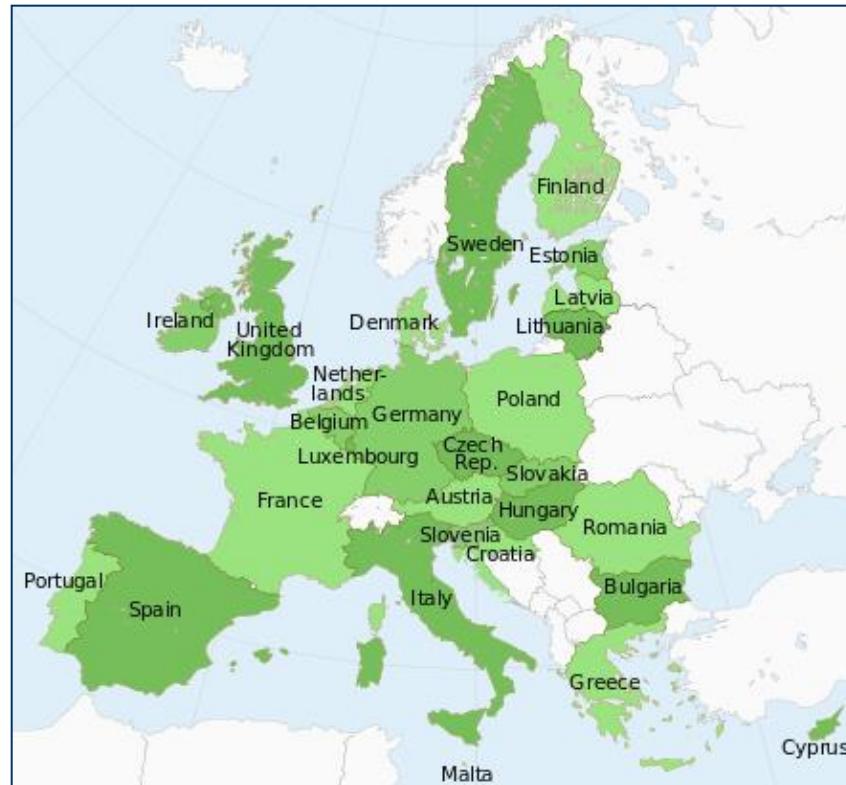 Finland
Sweden
Estonia
Latvia
Lithuania
Denmark
Ireland
United
Kingdom
Nether-
lands
Belgium
Luxembourg
Germany
Poland
Czech
Rep.
Slovakia
Austria
Hungary
France
Slovenia
Croatia
Romania
Bulgaria
Portugal
Spain
Italy
Greece
Cyprus
Malta